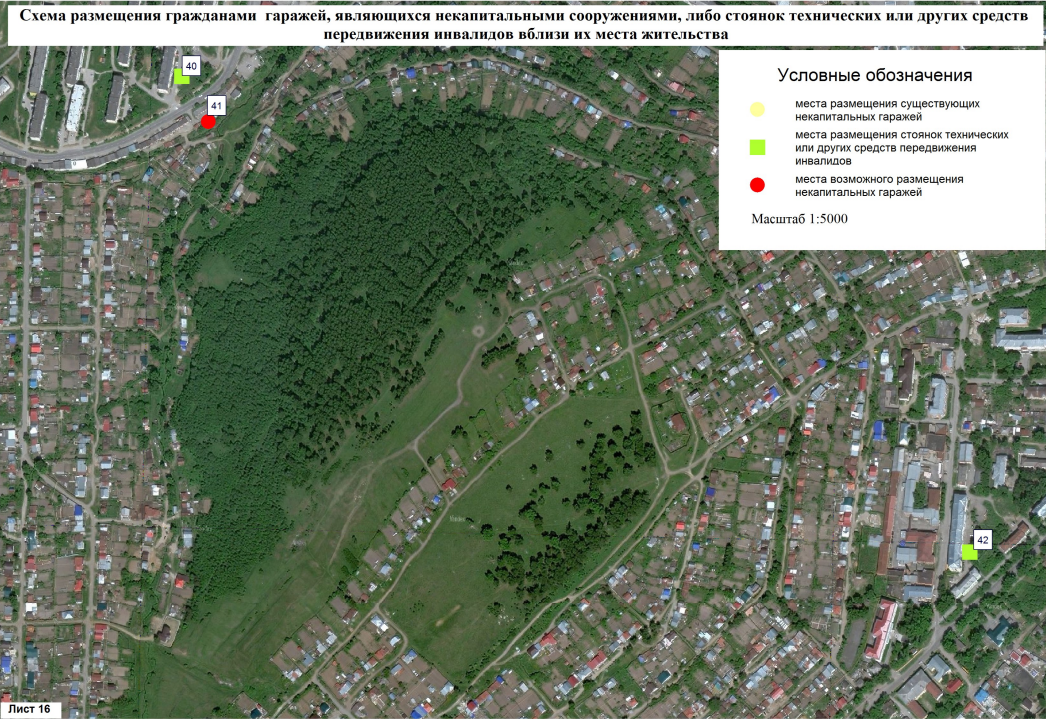 Схема размещения гражданами гаражей, являющихся некапитальными сооружениями, либо стоянок технических или других средств
передвижения инвалидов вблизи их места жительства
40
41
Условные обозначения
места размещения существующих
некапитальных гаражей
места размещения стоянок технических
или других средств передвижения
инвалидов
места возможного размещения
некапитальных гаражей
Масштаб 1:5000
42
Лист 16